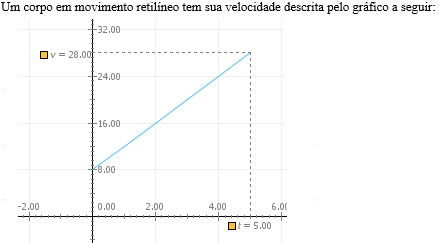 Um corpo em movimento retilíneo tem sua velocidade descrita pelo gráfico a seguir:
32.00
v = 28.00
24.00
16.00
8.00
-2.00 0.00 2.00 4.00 6.00
t = 5.00